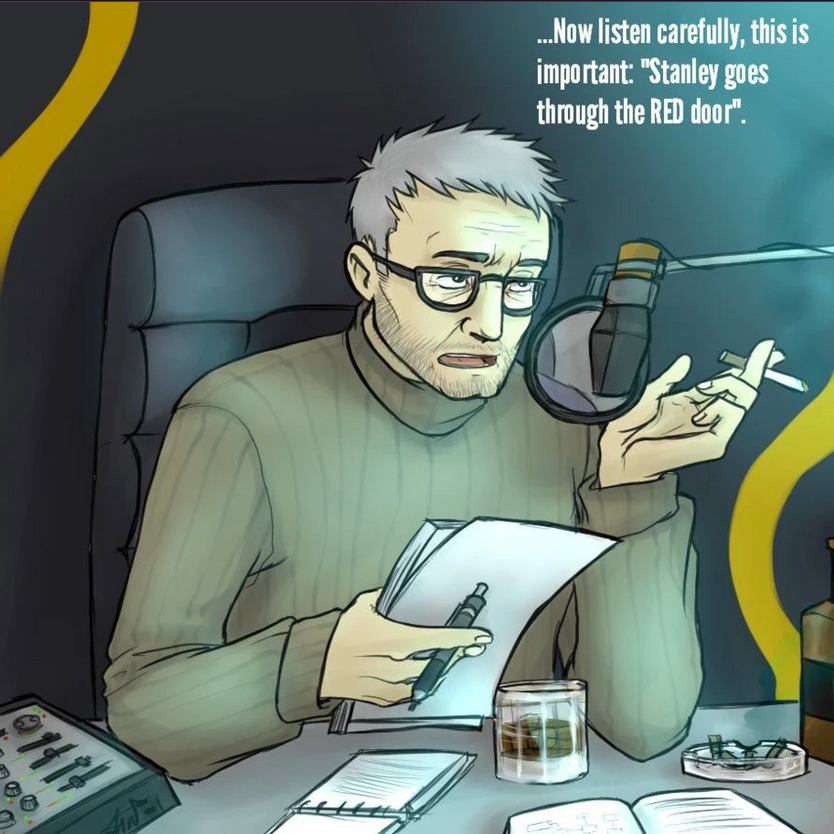 ...Now listen carefully, this is
important: "Stanley goes
through the RED door".